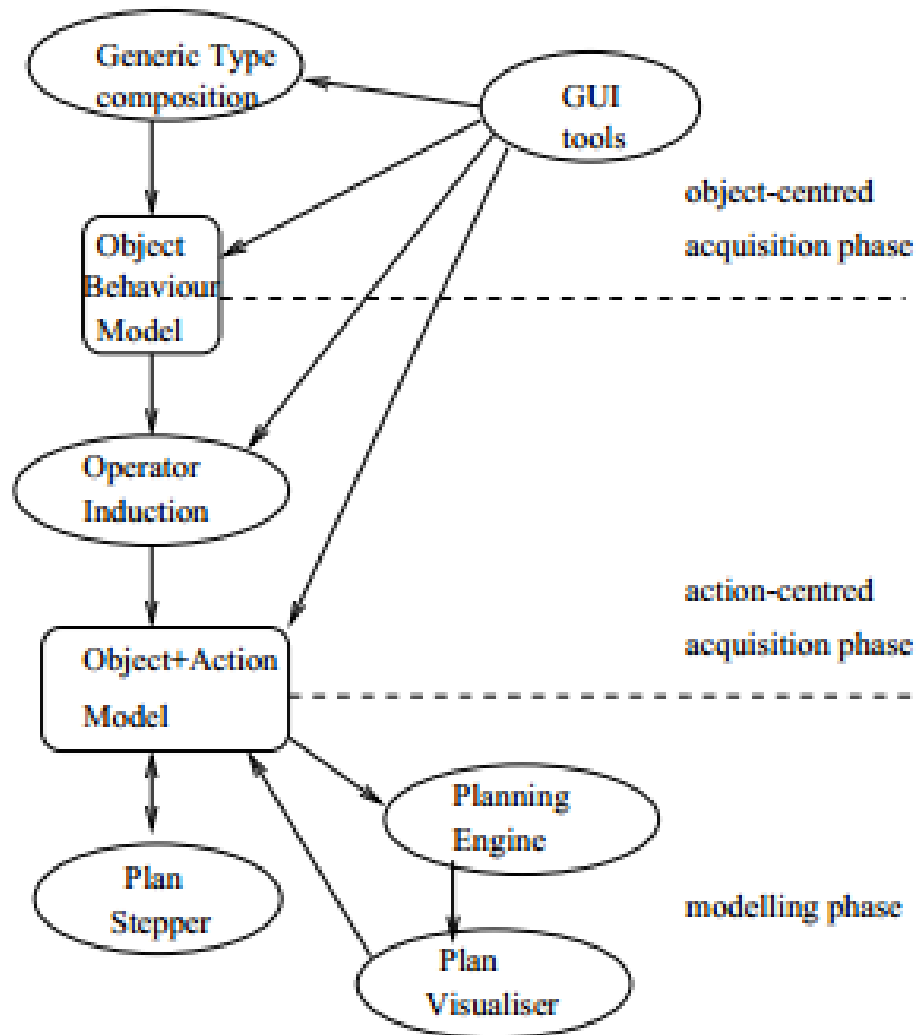 Generic Type
composition
GUI
tools
object-centred
acquisition phase
Object
Behaviour
Model
Operator
Induction
action-centred
acquisition phase
Object+Action
Model
Planning
Engine
Plan
Stepper
modelling phase
Plan
Visualiser